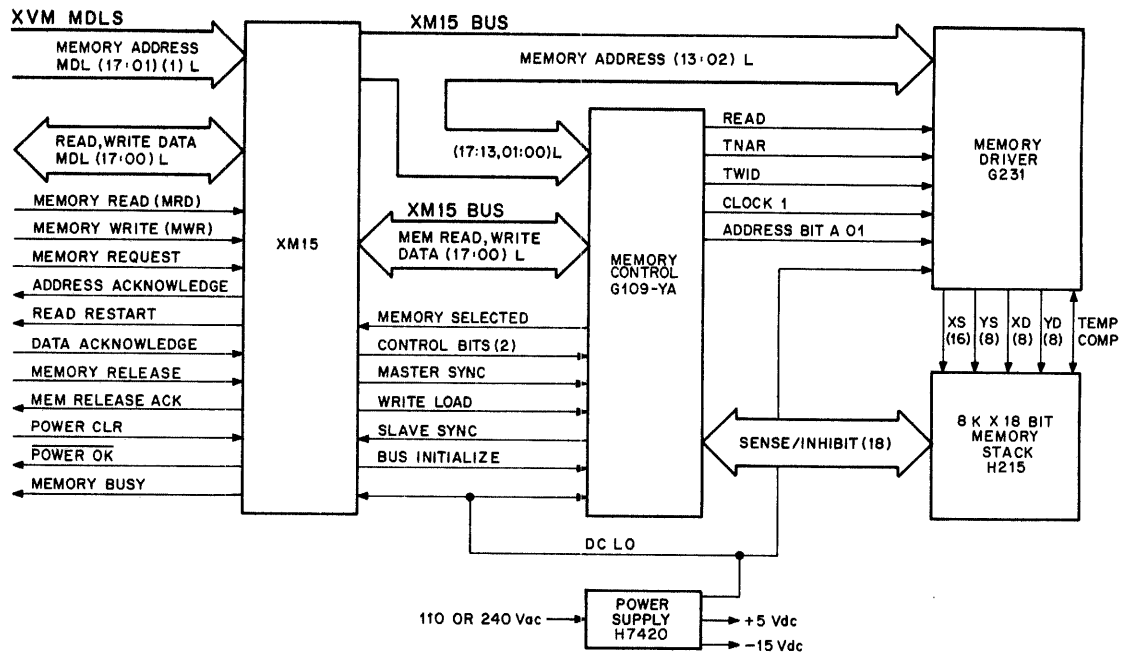 XVM MDLS
MEMORY ADDRESS
MDL (17:01)(1) L
READ,WRITE DATA
MDL (17:00) L
MEMORY READ (MRD)
MEMORY WRITE (MWR)
MEMORY REQUEST
ADDRESS ACKNOWLEDGE
READ RESTART
DATA ACKNOWLEDGE
MEMORY RELEASE
MEM RELEASE ACK
POWER CLR
POWER OK
MEMORY BUSY
XM15
XM15 BUS
MEMORY ADDRESS (13:02) L
(17:13,01:00)L
XM15 BUS
MEM READ, WRITE
DATA (17:00) L
MEMORY SELECTED
CONTROL BITS (2)
MASTER SYNC
WRITE LOAD
SLAVE SYNC
BUS INITIALIZE
MEMORY
CONTROL
G109-YA
READ
TNAR
TWID
CLOCK 1
ADDRESS BIT A 01
MEMORY
DRIVER
G231
XS
(16)
YS
(8)
XD
(8)
YD
(8)
TEMP
COMP
SENSE/INHIBIT (18)
8 K X 18 BIT
MEMORY
STACK
H215
DC LO
110 OR 240 Vac
POWER
SUPPLY
H7420
+5 Vdc
-15 Vdc